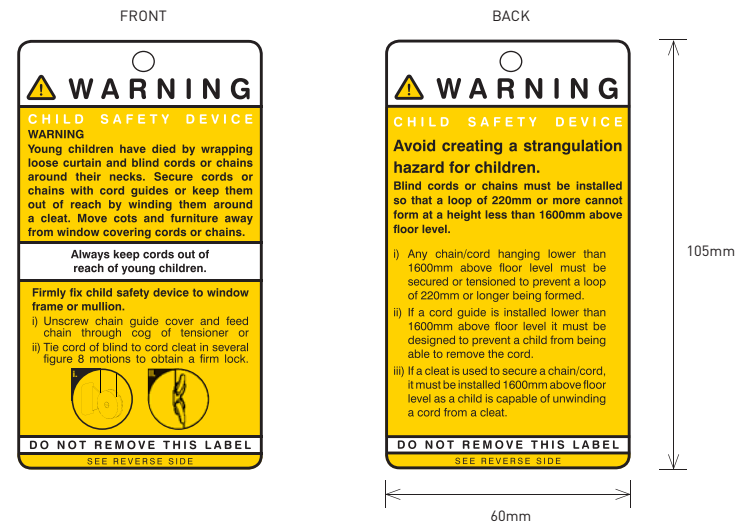 FRONT
WARNING
CHILD SAFETY DEVICE
WARNING
Young children have died by wrapping
loose curtain and blind cords or chains
around their necks. Secure cords or
chains with cord guides or keep them
out of reach by winding them around
a cleat. Move cots and furniture away
from window covering cords or chains.
Always keep cords out of
reach of young children.
Firmly fix child safety device to window
frame or mullion.
i) Unscrew chain guide cover and feed
chain through cog of tensioner or
ii) Tie cord of blind to cord cleat in several
figure 8 motions to obtain a firm lock.
i.
ii.
DO NOT REMOVE THIS LABEL
SEE REVERSE SIDE
BACK
WARNING
CHILD SAFETY DEVICE
Avoid creating a strangulation
hazard for children.
Blind cords or chains must be installed
so that a loop of 220mm or more cannot
form at a height less than 1600mm above
floor level.
i) Any chain/cord hanging lower than
1600mm above floor level must be
secured or tensioned to prevent a loop
of 220mm or longer being formed.
ii) If a cord guide is installed lower than
1600mm above floor level it must be
designed to prevent a child from being
able to remove the cord.
iii) If a cleat is used to secure a chain/cord,
it must be installed 1600mm above floor
level as a child is capable of unwinding
a cord from a cleat.
DO NOT REMOVE THIS LABEL
SEE REVERSE SIDE
105mm
60mm